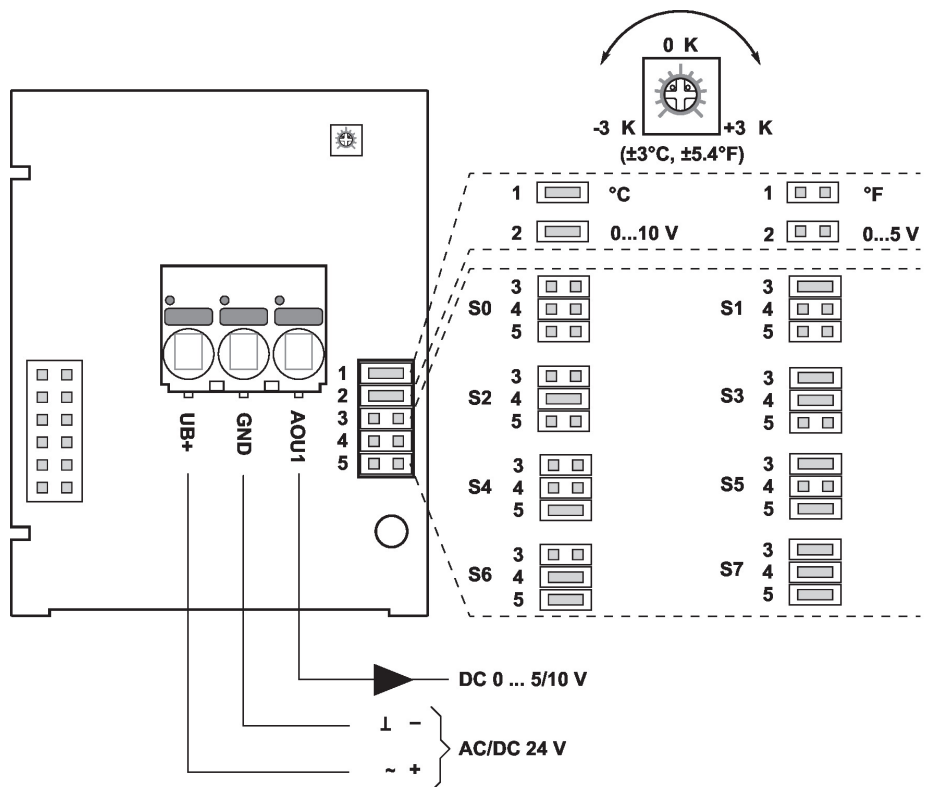 0 K
-3 K +3 K
(±3°C, ±5.4°F)
1 °C 1 °F
2 0...10 V 2 0...5 V
S0 3 4 5 S1 3 4 5
S2 3 4 5 S3 3 4 5
S4 3 4 5 S5 3 4 5
S6 3 4 5 S7 3 4 5
1
2
3
4
5
UB+
GND
AOU1
DC 0 ... 5/10 V
⊥ –
AC/DC 24 V
~ +